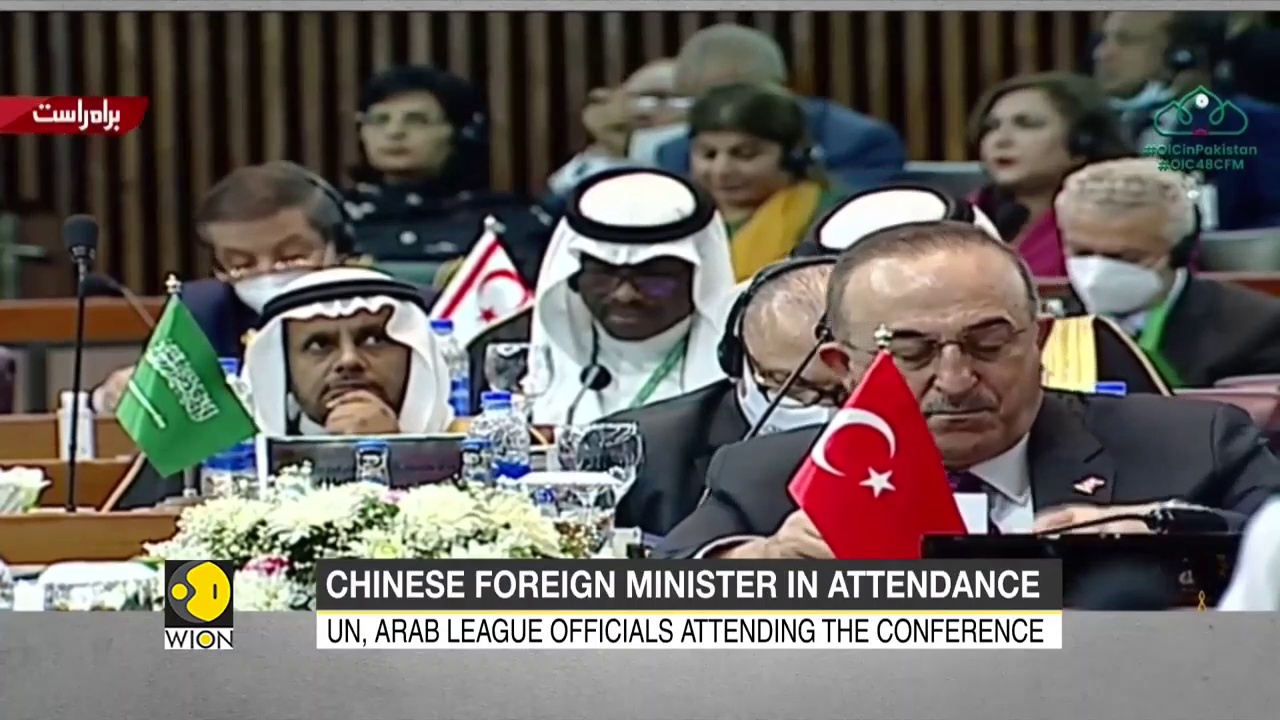 براہ راست
#OICinPakistan
#OIC48CFM
CHINESE FOREIGN MINISTER IN ATTENDANCE
UN, ARAB LEAGUE OFFICIALS ATTENDING THE CONFERENCE
WION